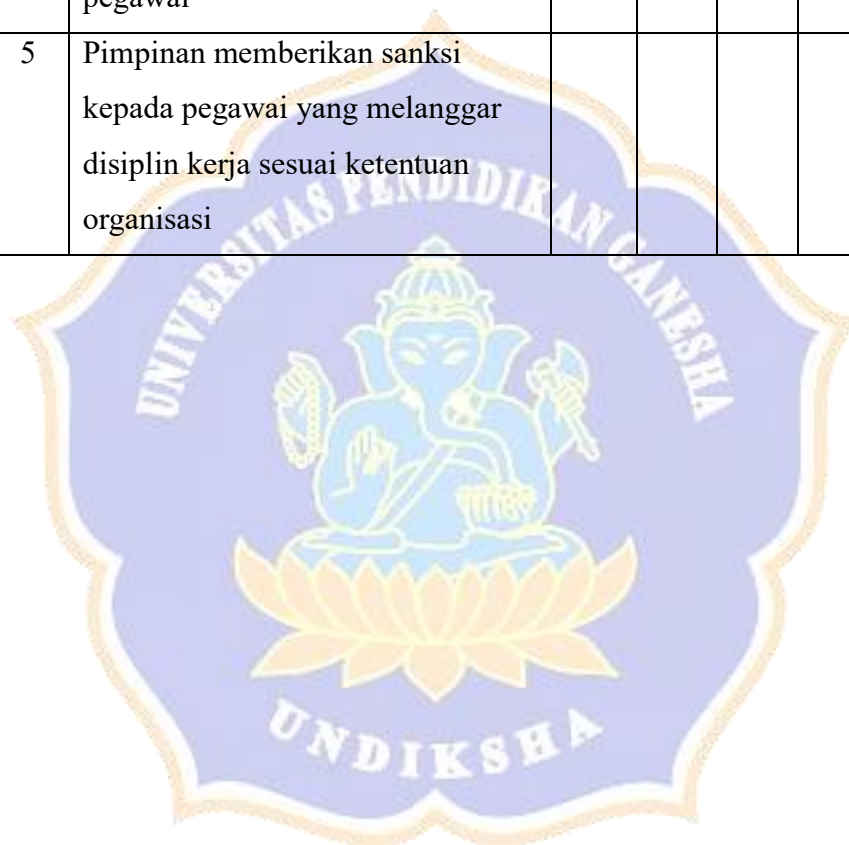 pegawai
5 Pimpinan memberikan sanksi
kepada pegawai yang melanggar
disiplin kerja sesuai ketentuan
organisasi
UNIVERSITAS PENDIDIKAN GANESHA
UNDIKSHA